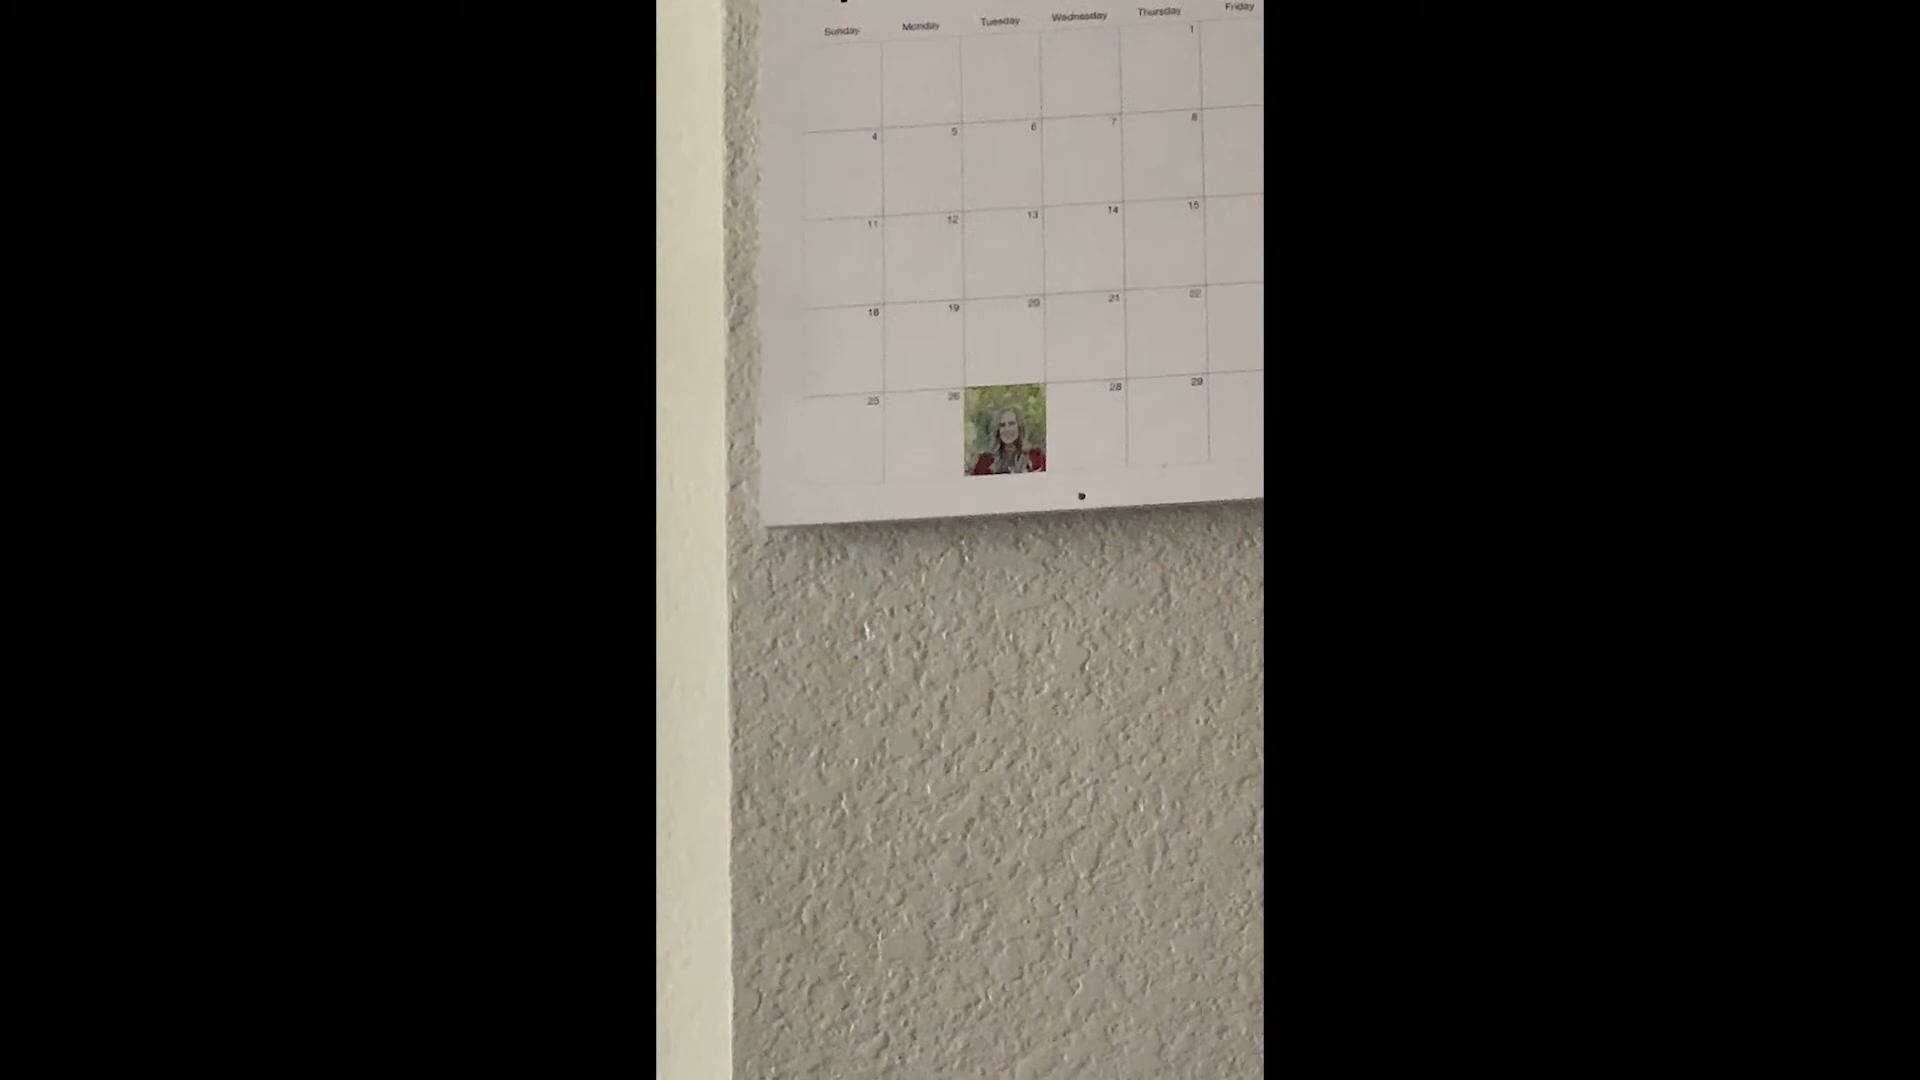 Sunday Monday Tuesday Wednesday Thursday Friday
1
4 5 6 7 8
11 12 13 14 15
18 19 20 21 22
25 26 28 29